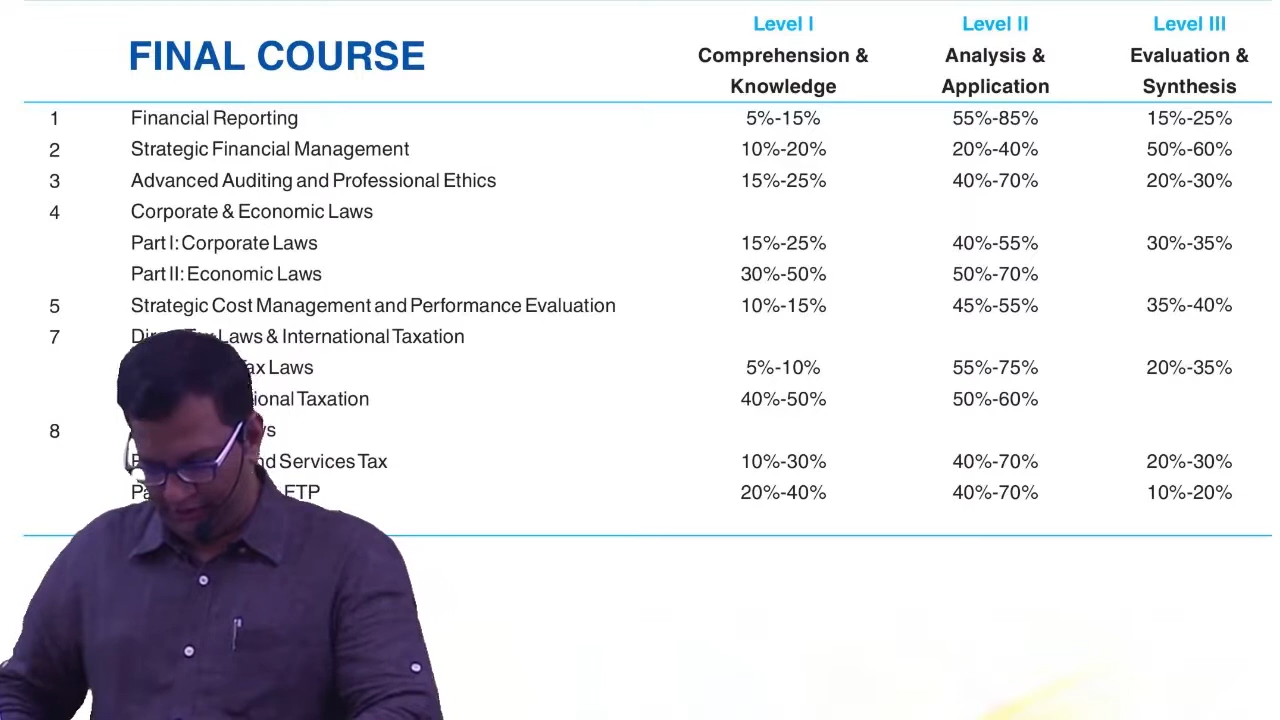 FINAL COURSE
Level I Level II Level III
Comprehension & Analysis & Evaluation &
Knowledge Application Synthesis
1 Financial Reporting 5%-15% 55%-85% 15%-25%
2 Strategic Financial Management 10%-20% 20%-40% 50%-60%
3 Advanced Auditing and Professional Ethics 15%-25% 40%-70% 20%-30%
4 Corporate & Economic Laws
Part I: Corporate Laws 15%-25% 40%-55% 30%-35%
Part II: Economic Laws 30%-50% 50%-70%
5 Strategic Cost Management and Performance Evaluation 10%-15% 45%-55% 35%-40%
7 Laws & International Taxation
Laws 5%-10% 55%-75% 20%-35%
Taxation 40%-50% 50%-60%
8
Services Tax 10%-30% 40%-70% 20%-30%
FTP 20%-40% 40%-70% 10%-20%